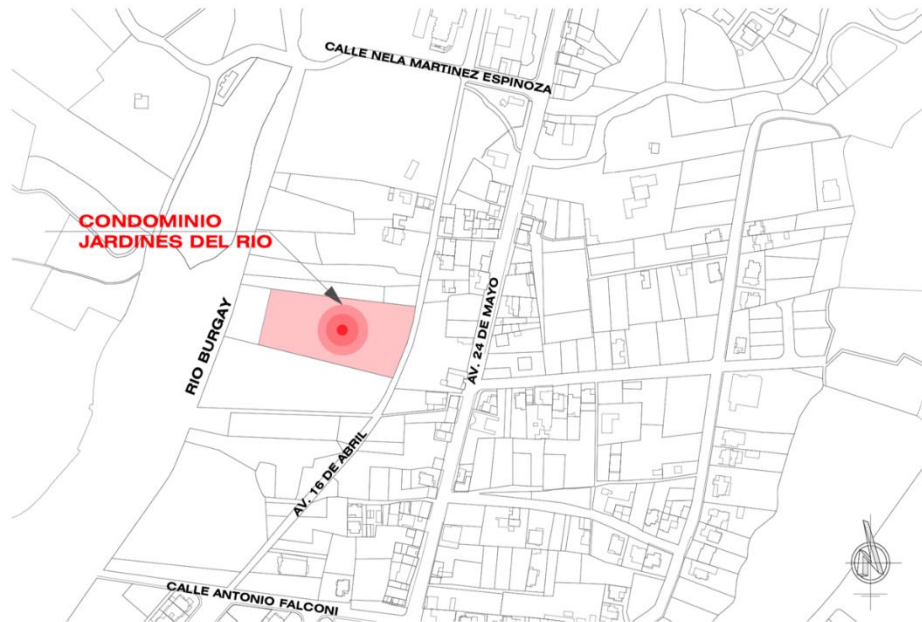 CALLE NELA MARTINEZ ESPINOZA
CONDOMINIO
JARDINES DEL RIO
RIO BURGAY
AV. 24 DE MAYO
AV. 16 DE ABRIL
CALLE ANTONIO FALCONI
N